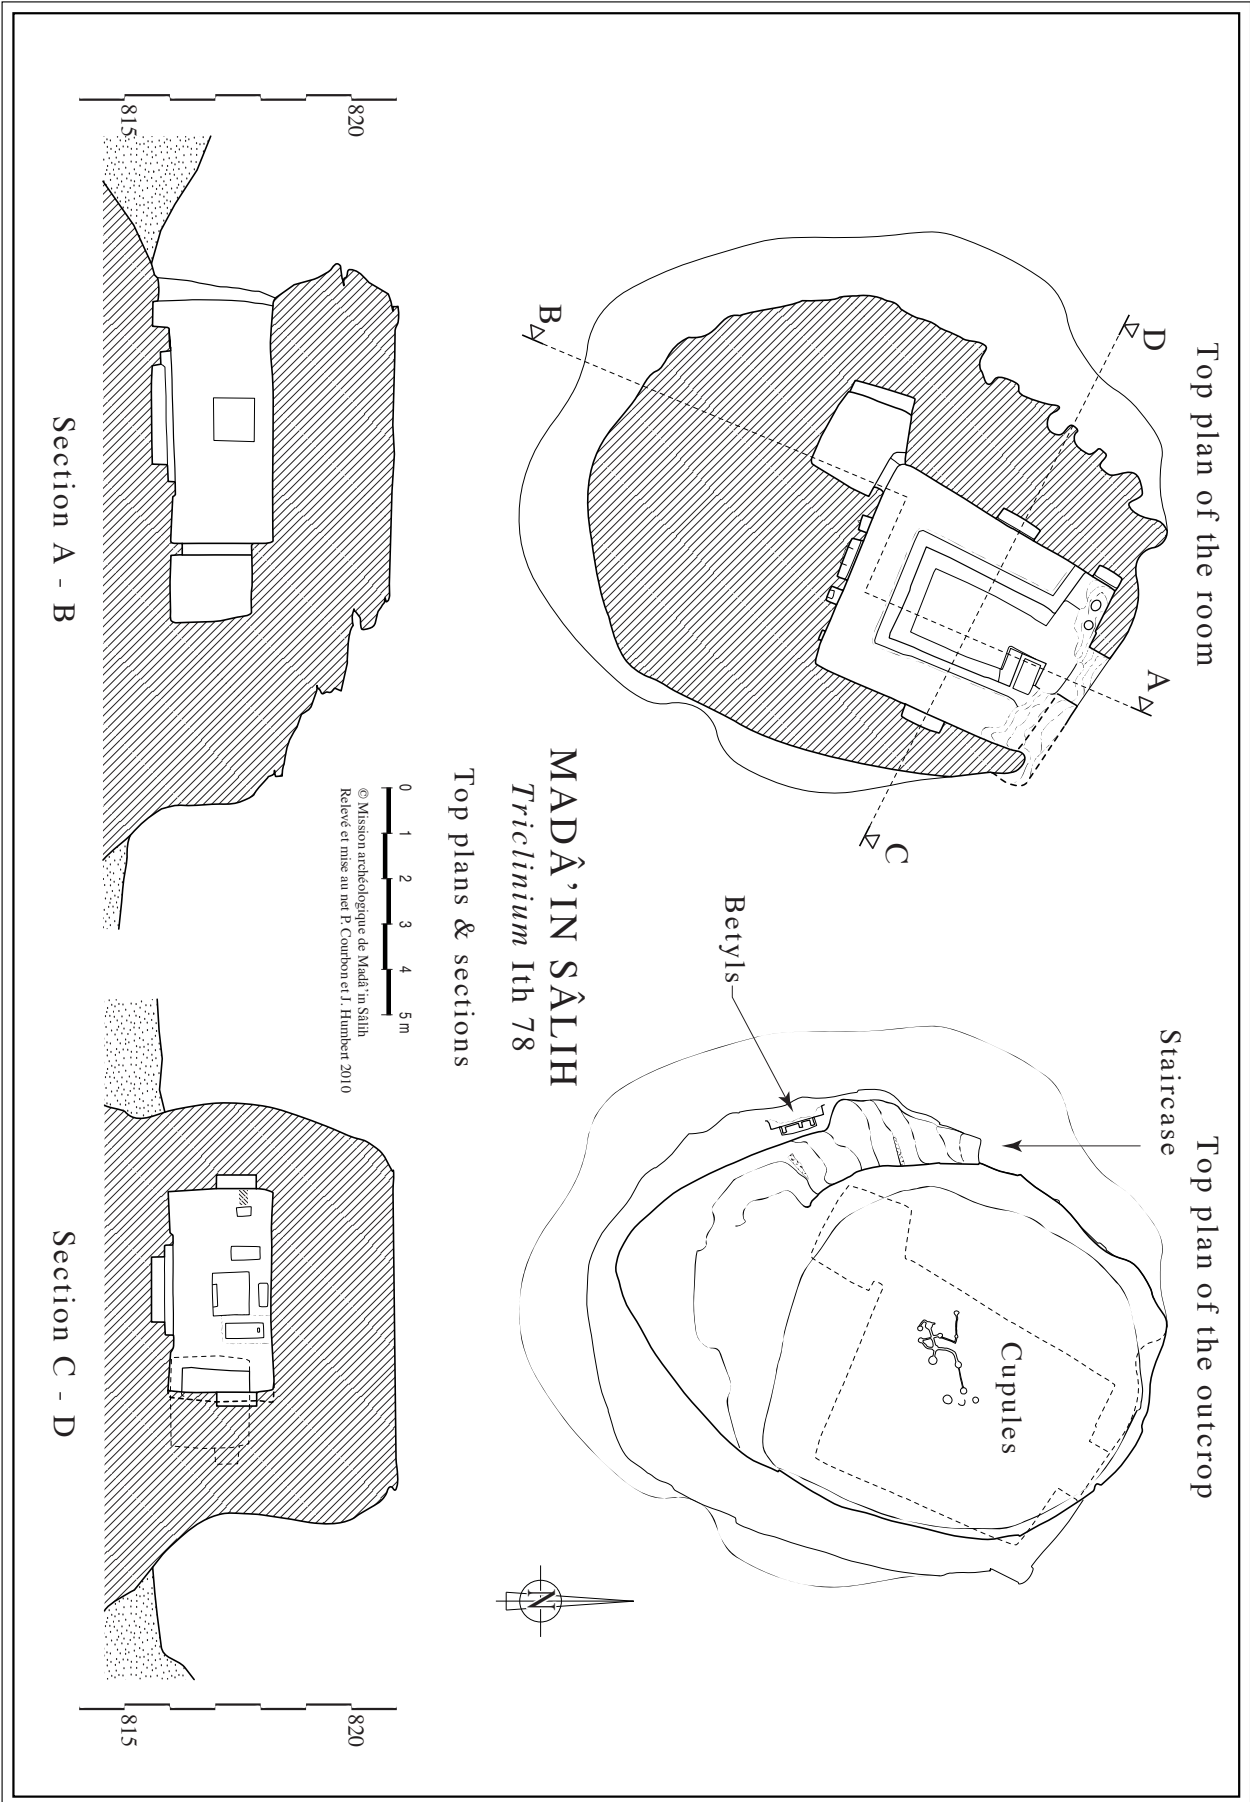 Top plan of the room
Top plan of the outcrop
D
A
B
C
Staircase
Cupules
Betyls
MADÂ’IN SÂLIH
Triclinium Ith 78
Top plans & sections
0 1 2 3 4 5 m
© Mission archéologique de Madâ’in Sâlih
Relevé et mise au net P. Courbon et J. Humbert 2010
N
820
815
820
815
Section A - B
Section C - D